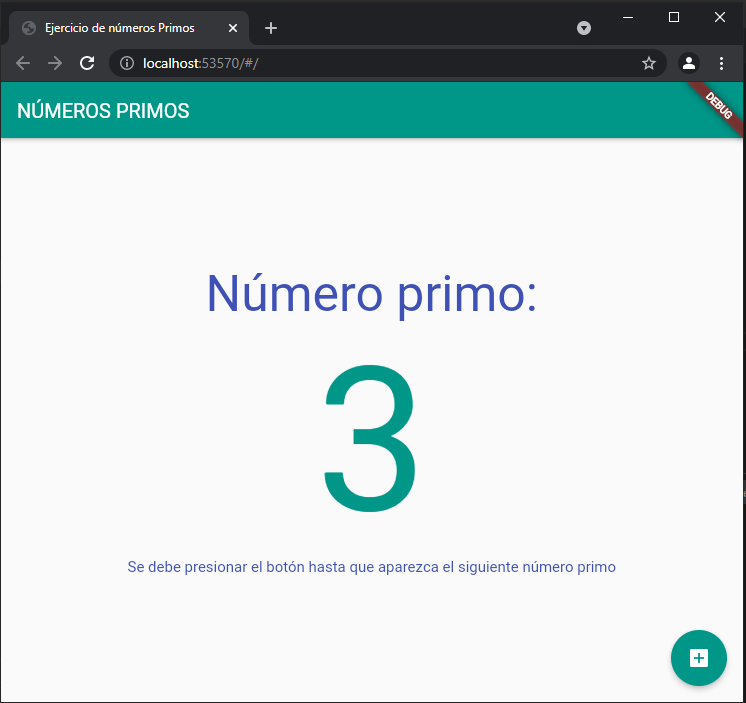 Ejercicio de números Primos
localhost:53570/#/
NÚMEROS PRIMOS
DEBUG
Número primo:
3
Se debe presionar el botón hasta que aparezca el siguiente número primo